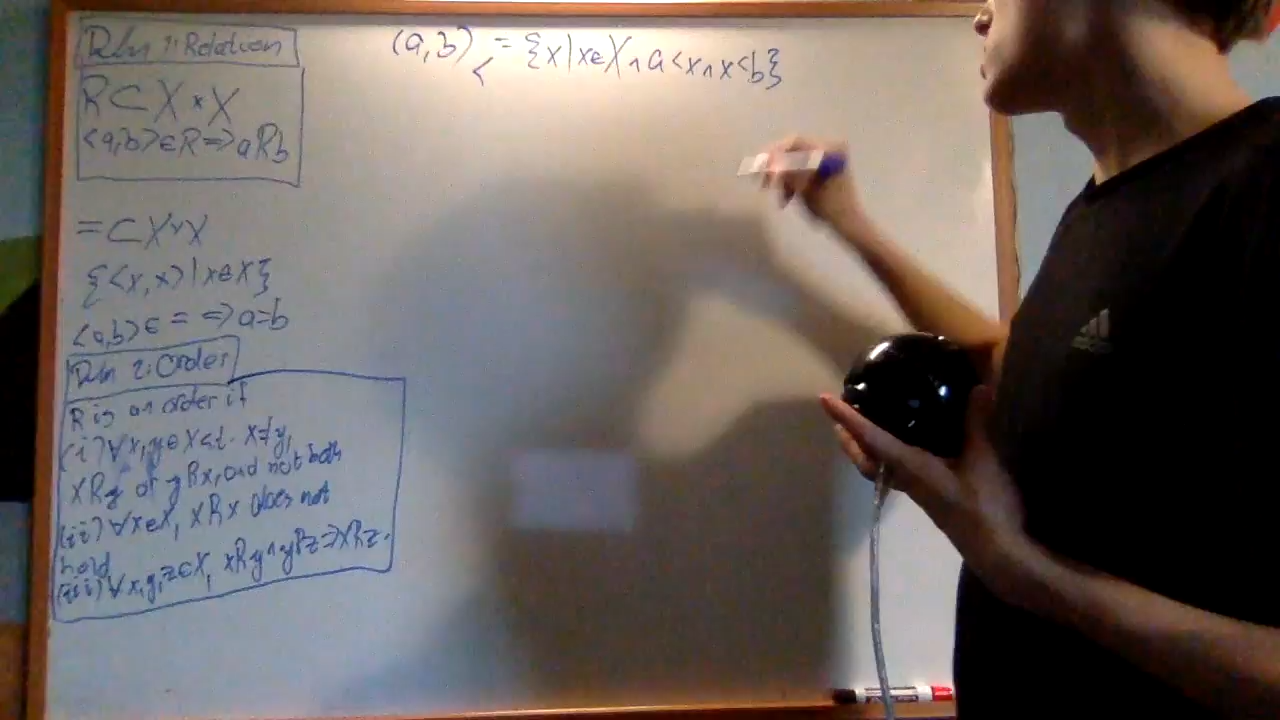 Dfn 1: Relation
R⊂X×X
<a,b>∈R=>aRb
=⊂X×X
{<x,x>|x∈X}
<a,b>∈= =>a=b
Dfn 2: Order
R is an order if
(i)∀x,y∈X s.t. x≠y,
xRy or yRx, and not both
(ii)∀x∈X, xRx does not
hold
(iii)∀x,y,z∈X, xRy∧yRz=>xRz.
(a,b)< = {x|x∈X∧a<x∧x<b}